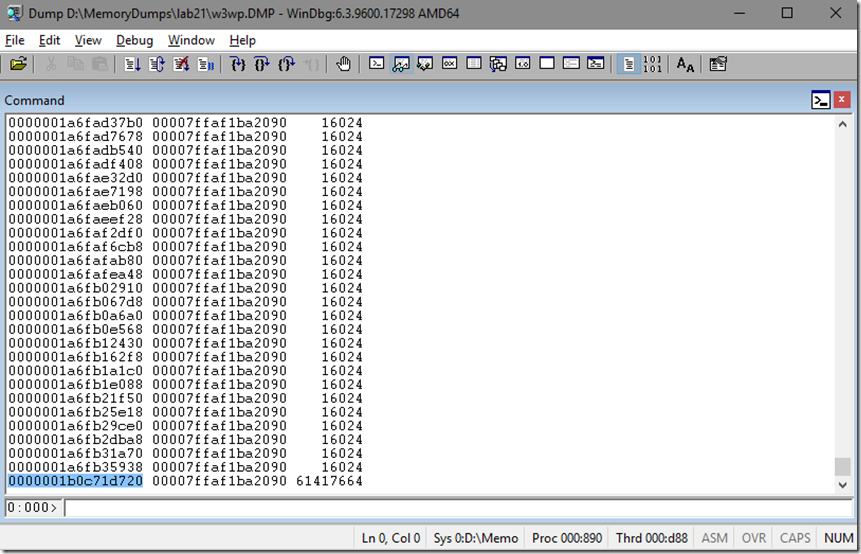 Dump D:\MemoryDumps\lab21\w3wp.DMP - WinDbg:6.3.9600.17298 AMD64
File Edit View Debug Window Help
Command
0000001a6fad37b0 00007ffaf1ba2090 16024
0000001a6fad7678 00007ffaf1ba2090 16024
0000001a6fadb540 00007ffaf1ba2090 16024
0000001a6fadf408 00007ffaf1ba2090 16024
0000001a6fae32d0 00007ffaf1ba2090 16024
0000001a6fae7198 00007ffaf1ba2090 16024
0000001a6faeb060 00007ffaf1ba2090 16024
0000001a6faeef28 00007ffaf1ba2090 16024
0000001a6faf2df0 00007ffaf1ba2090 16024
0000001a6faf6cb8 00007ffaf1ba2090 16024
0000001a6fafab80 00007ffaf1ba2090 16024
0000001a6fafea48 00007ffaf1ba2090 16024
0000001a6fb02910 00007ffaf1ba2090 16024
0000001a6fb067d8 00007ffaf1ba2090 16024
0000001a6fb0a6a0 00007ffaf1ba2090 16024
0000001a6fb0e568 00007ffaf1ba2090 16024
0000001a6fb12430 00007ffaf1ba2090 16024
0000001a6fb162f8 00007ffaf1ba2090 16024
0000001a6fb1a1c0 00007ffaf1ba2090 16024
0000001a6fb1e088 00007ffaf1ba2090 16024
0000001a6fb21f50 00007ffaf1ba2090 16024
0000001a6fb25e18 00007ffaf1ba2090 16024
0000001a6fb29ce0 00007ffaf1ba2090 16024
0000001a6fb2dba8 00007ffaf1ba2090 16024
0000001a6fb31a70 00007ffaf1ba2090 16024
0000001a6fb35938 00007ffaf1ba2090 16024
0000001b0c71d720 00007ffaf1ba2090 61417664
0:000>
Ln 0, Col 0 Sys 0:D:\Memo Proc 000:890 Thrd 000:d88 ASM OVR CAPS NUM